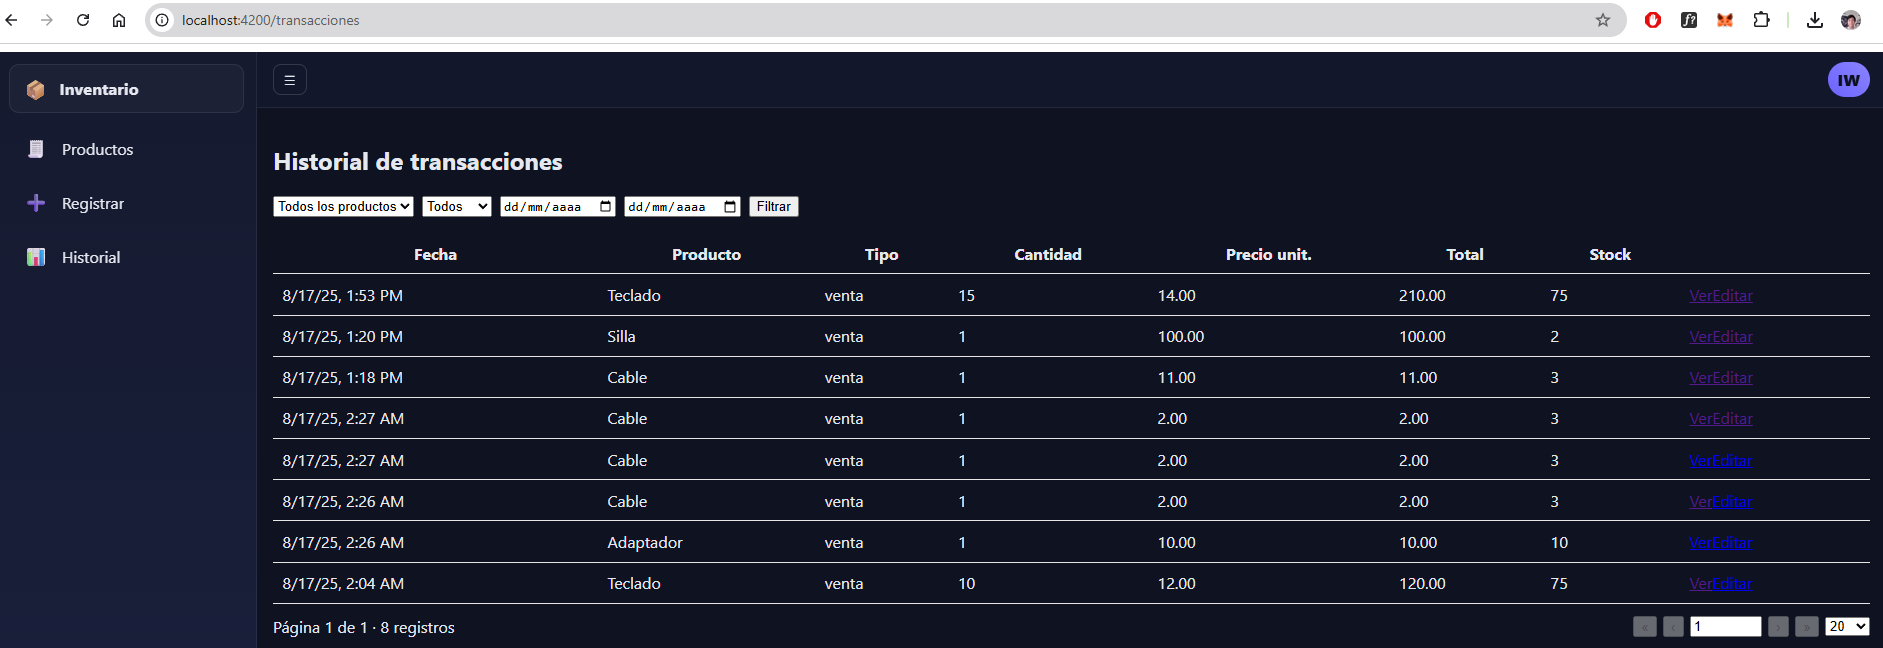 localhost:4200/transacciones
Inventario
☰
IW
Productos
Registrar
Historial
Historial de transacciones
Todos los productos Todos dd/mm/aaaa dd/mm/aaaa Filtrar
Fecha Producto Tipo Cantidad Precio unit. Total Stock
8/17/25, 1:53 PM Teclado venta 15 14.00 210.00 75 VerEditar
8/17/25, 1:20 PM Silla venta 1 100.00 100.00 2 VerEditar
8/17/25, 1:18 PM Cable venta 1 11.00 11.00 3 VerEditar
8/17/25, 2:27 AM Cable venta 1 2.00 2.00 3 VerEditar
8/17/25, 2:27 AM Cable venta 1 2.00 2.00 3 VerEditar
8/17/25, 2:26 AM Cable venta 1 2.00 2.00 3 VerEditar
8/17/25, 2:26 AM Adaptador venta 1 10.00 10.00 10 VerEditar
8/17/25, 2:04 AM Teclado venta 10 12.00 120.00 75 VerEditar
Página 1 de 1 · 8 registros « ‹ 1 › » 20